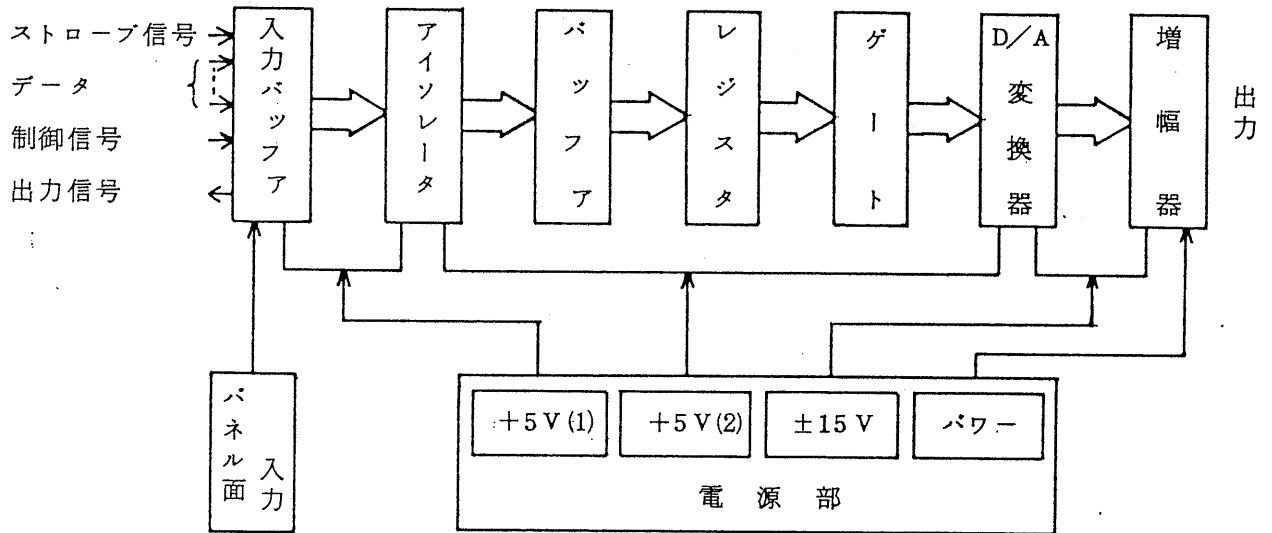 ストローブ信号
データ
制御信号
出力信号
入力バッファ
アイソレータ
バッファ
レジスタ
ゲート
D/A変換器
増幅器
出力
パネル面入力
+5V(1)
+5V(2)
±15V
パワー
電源部